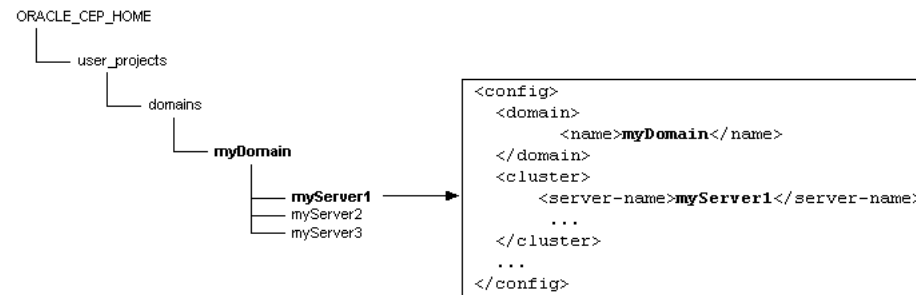 ORACLE_CEP_HOME
user_projects
domains
myDomain
myServer1
myServer2
myServer3
<config>
<domain>
<name>myDomain</name>
</domain>
<cluster>
<server-name>myServer1</server-name>
...
</cluster>
...
</config>